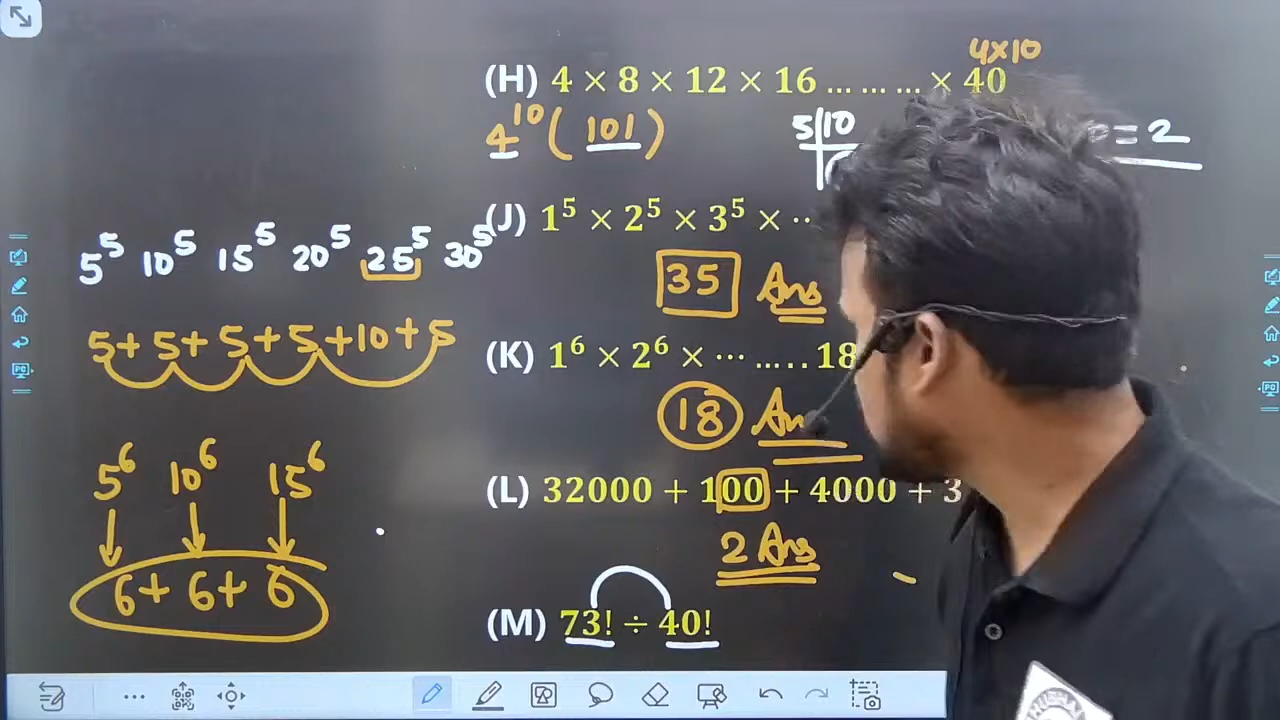 4×10
(H) 4 × 8 × 12 × 16 ... ... ... × 40
4^10 ( 10! )
5|10
= 2
(J) 1^5 × 2^5 × 3^5 × ··
5^5 10^5 15^5 20^5 25^5 30^5
35 Ans
5+ 5+ 5+ 5+10+ 5
(K) 1^6 × 2^6 × ··· ..... 18
18 Ans
5^6 10^6 15^6
(L) 32000 + 100 + 4000 + 3
2 Ans
6+ 6+ 6
(M) 73! ÷ 40!